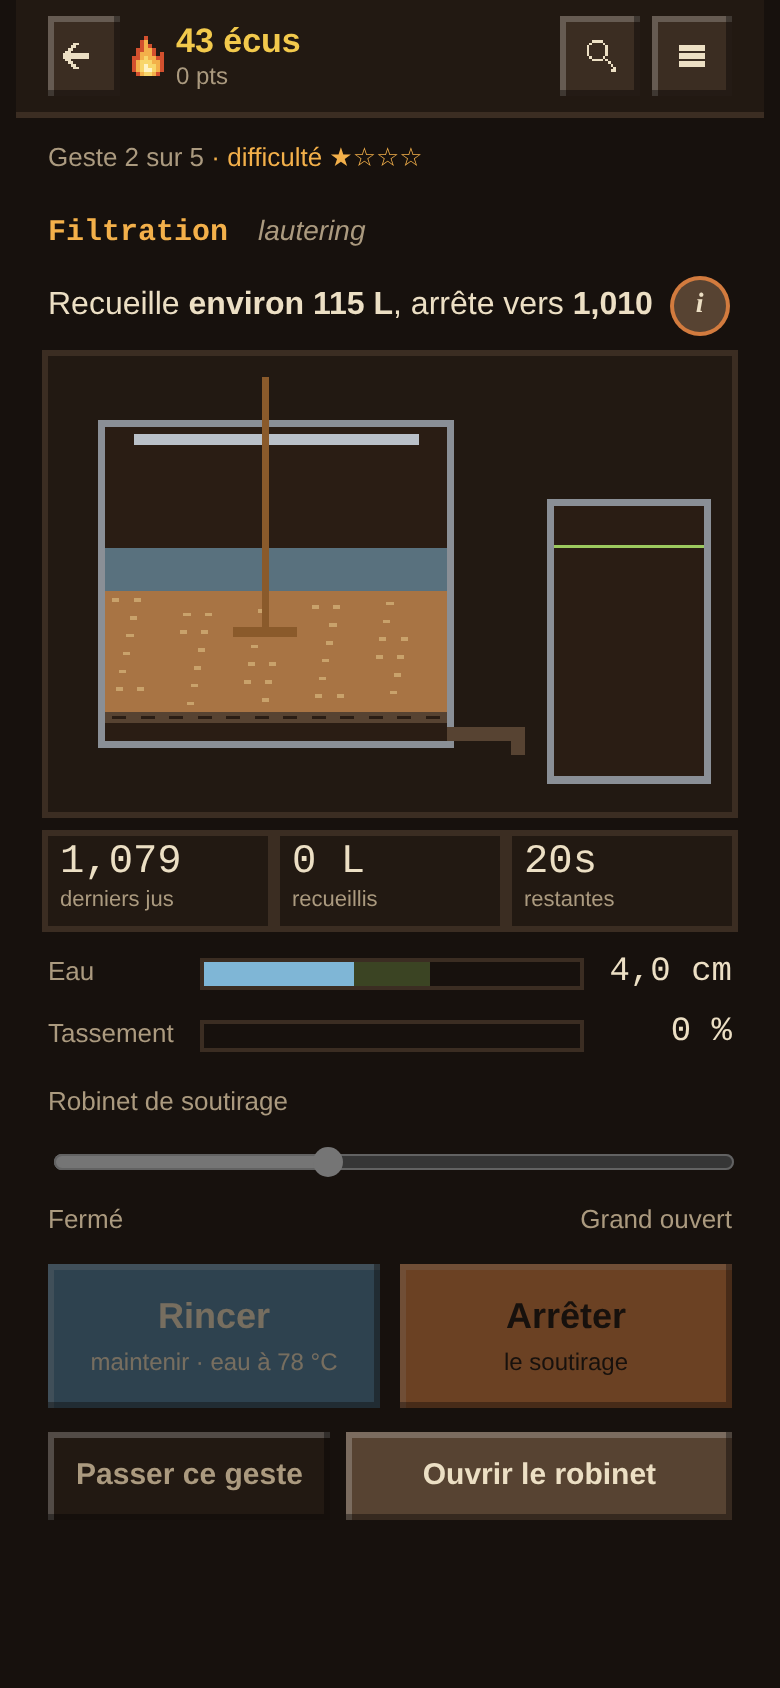 43 écus
0 pts
Geste 2 sur 5 · difficulté ★☆☆☆
Filtration lautering
Recueille environ 115 L, arrête vers 1,010 i
1,079 0 L 20s
derniers jus recueillis restantes
Eau 4,0 cm
Tassement 0 %
Robinet de soutirage
Fermé Grand ouvert
Rincer Arrêter
maintenir · eau à 78 °C le soutirage
Passer ce geste Ouvrir le robinet